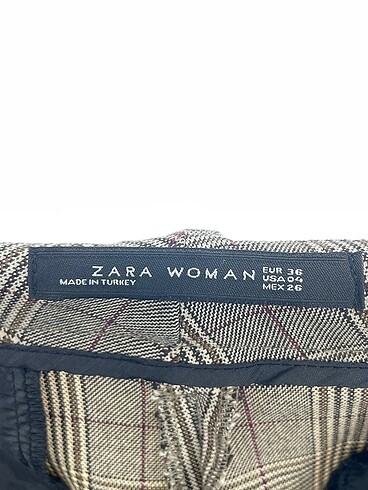 ZARA WOMAN
MADE IN TURKEY
EUR 36
USA 04
MEX 26